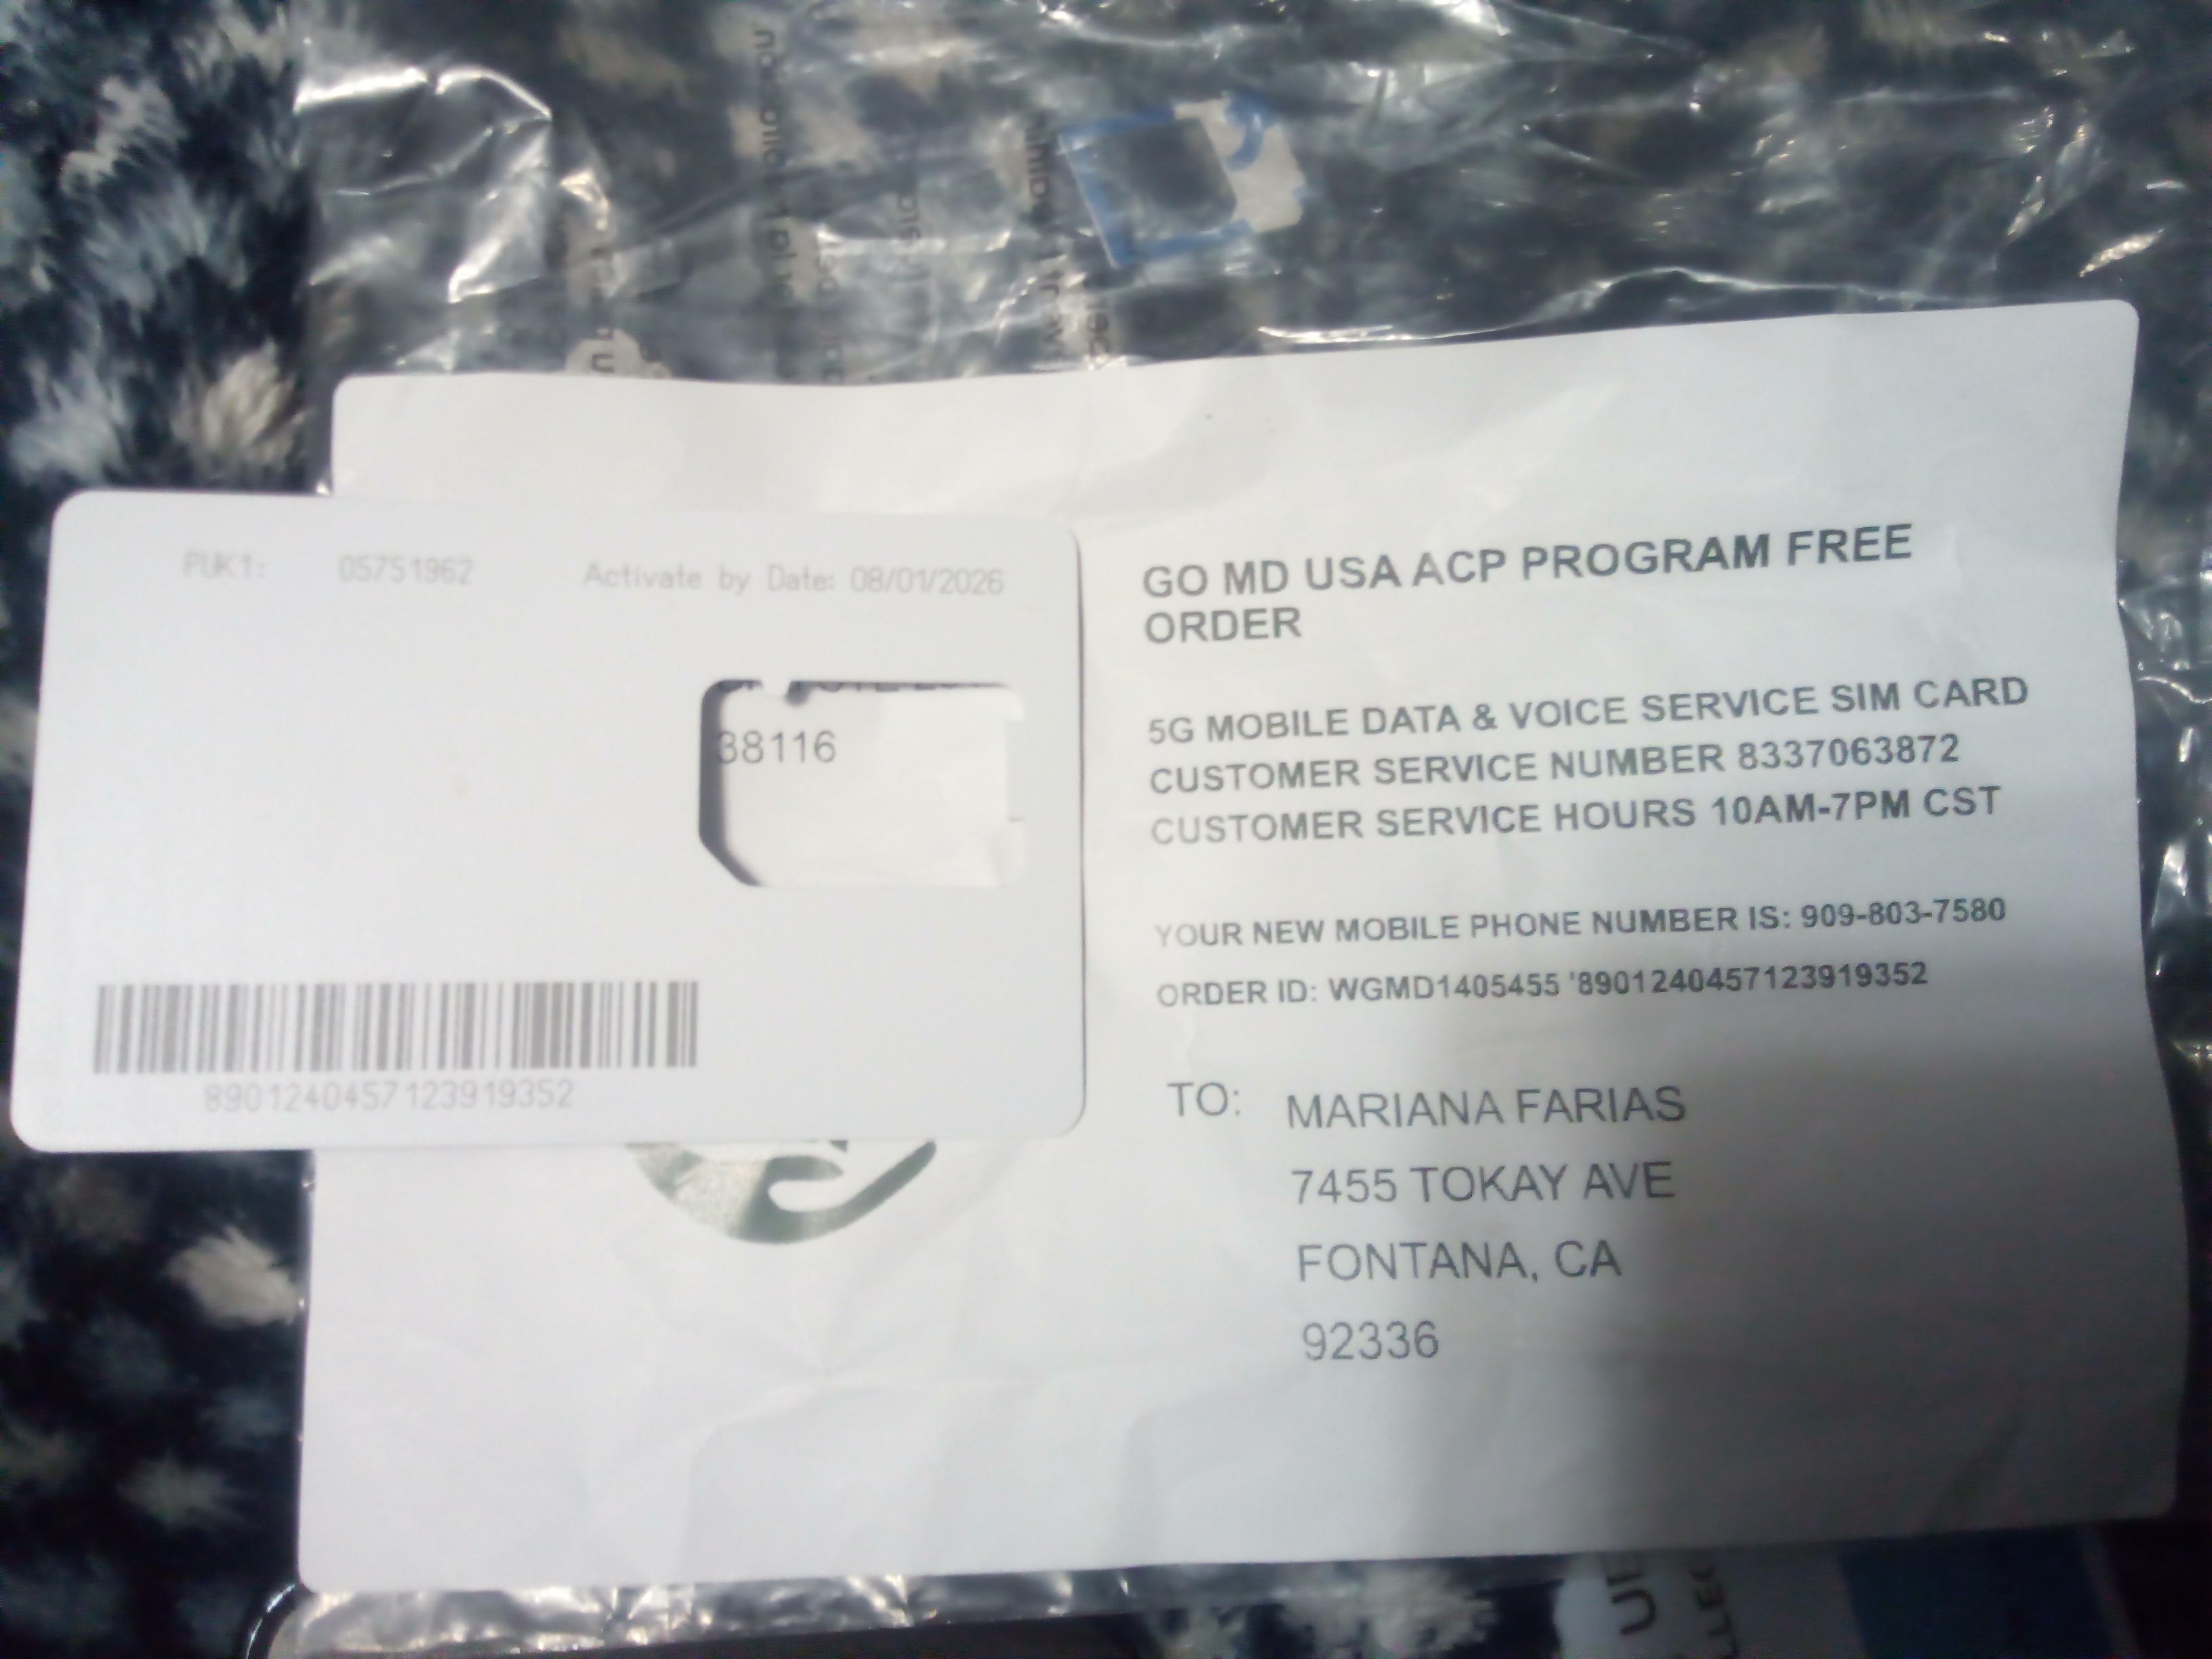 PUK1: 05751962 Activate by Date: 08/01/2026
38116
8901240457123919352
GO MD USA ACP PROGRAM FREE
ORDER
5G MOBILE DATA & VOICE SERVICE SIM CARD
CUSTOMER SERVICE NUMBER 8337063872
CUSTOMER SERVICE HOURS 10AM-7PM CST
YOUR NEW MOBILE PHONE NUMBER IS: 909-803-7580
ORDER ID: WGMD1405455 '8901240457123919352
TO: MARIANA FARIAS
7455 TOKAY AVE
FONTANA, CA
92336